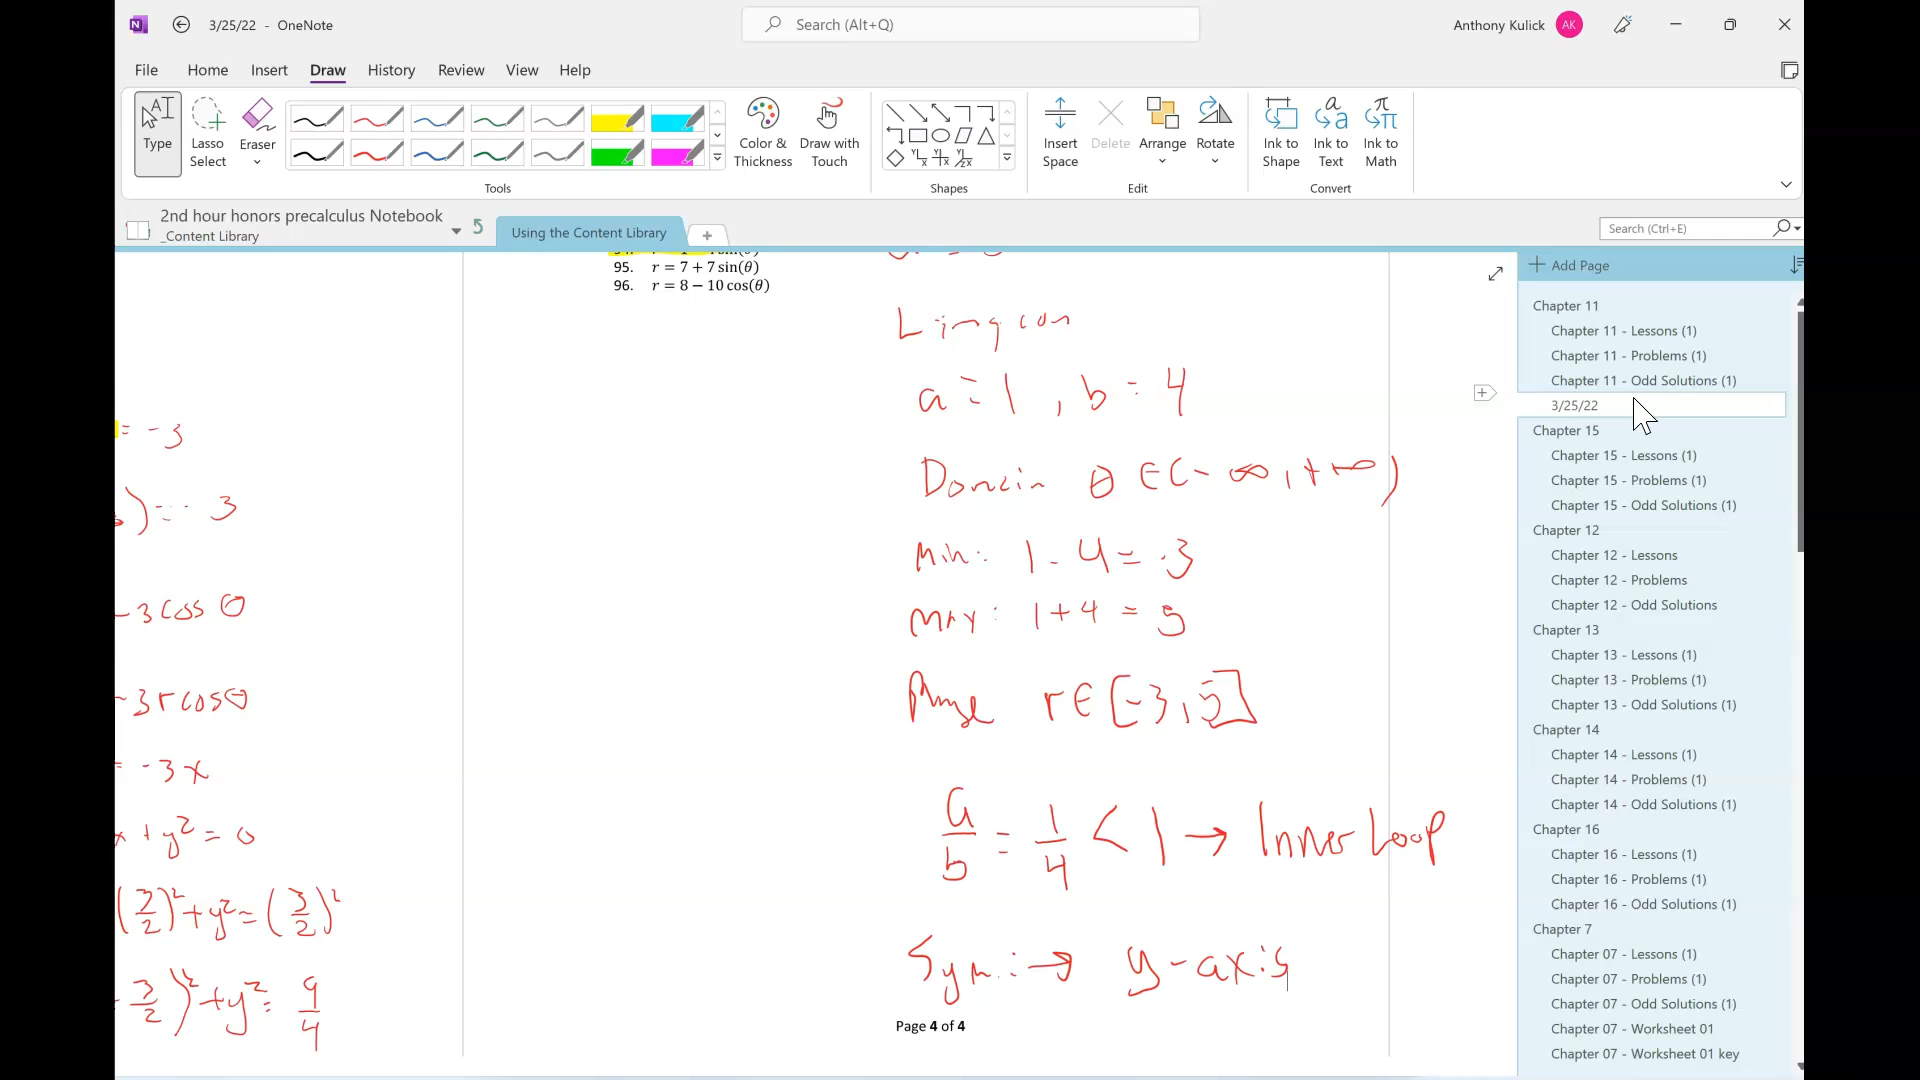 3/25/22 - OneNote
Search (Alt+Q)
Anthony Kulick AK
File Home Insert Draw History Review View Help
Type
Lasso Select
Eraser
Color & Thickness
Draw with Touch
Insert Space
Delete
Arrange
Rotate
Ink to Shape
Ink to Text
Ink to Math
Tools Shapes Edit Convert
2nd hour honors precalculus Notebook
_Content Library
Using the Content Library
Search (Ctrl+E)
95. r = 7 + 7 sin(θ)
96. r = 8 − 10 cos(θ)
= -3
) = -3
-3 cos θ
-3 r cos θ
= -3x
x + y² = 0
(3/2)² + y² = (3/2)²
3/2)² + y² = 9/4
Limaçon
a = 1 , b = 4
Domain θ ∈ (-∞, +∞)
Min: 1 - 4 = -3
Max: 1 + 4 = 5
Range r ∈ [-3, 5]
a/b = 1/4 < 1 → Inner Loop
Sym: → y-axis
Page 4 of 4
Add Page
Chapter 11
Chapter 11 - Lessons (1)
Chapter 11 - Problems (1)
Chapter 11 - Odd Solutions (1)
3/25/22
Chapter 15
Chapter 15 - Lessons (1)
Chapter 15 - Problems (1)
Chapter 15 - Odd Solutions (1)
Chapter 12
Chapter 12 - Lessons
Chapter 12 - Problems
Chapter 12 - Odd Solutions
Chapter 13
Chapter 13 - Lessons (1)
Chapter 13 - Problems (1)
Chapter 13 - Odd Solutions (1)
Chapter 14
Chapter 14 - Lessons (1)
Chapter 14 - Problems (1)
Chapter 14 - Odd Solutions (1)
Chapter 16
Chapter 16 - Lessons (1)
Chapter 16 - Problems (1)
Chapter 16 - Odd Solutions (1)
Chapter 7
Chapter 07 - Lessons (1)
Chapter 07 - Problems (1)
Chapter 07 - Odd Solutions (1)
Chapter 07 - Worksheet 01
Chapter 07 - Worksheet 01 key